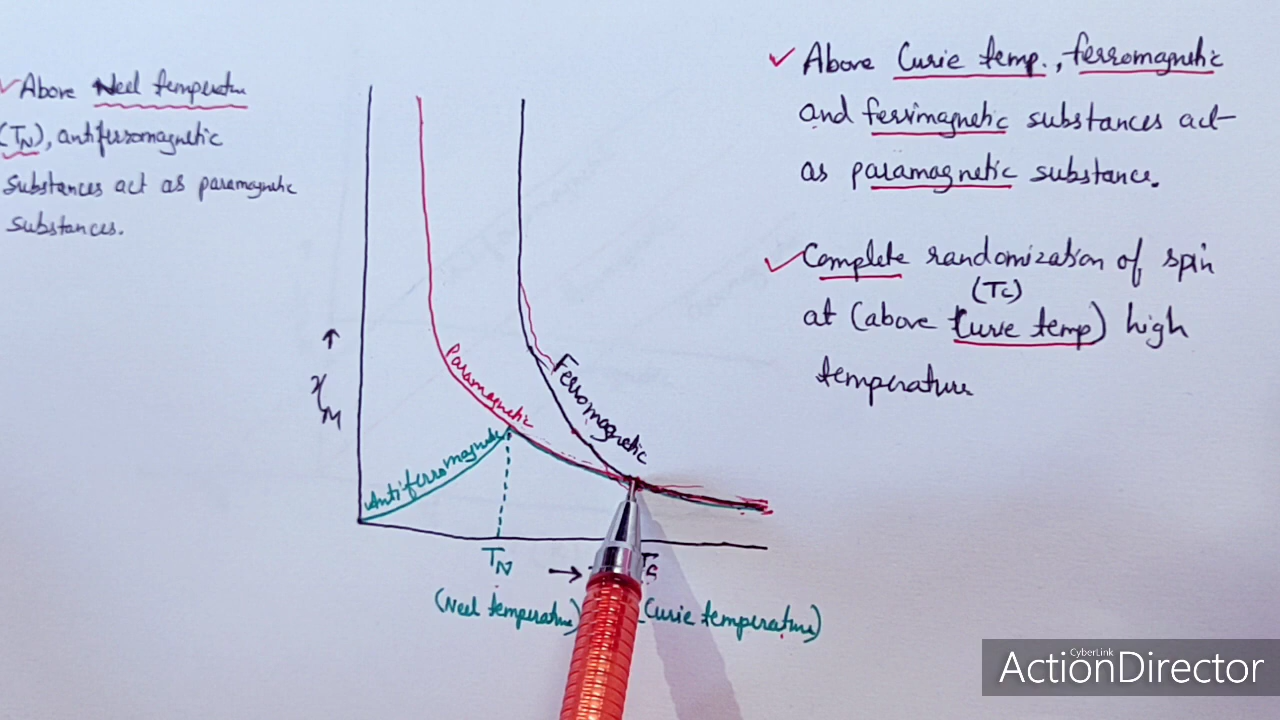 Above Neel temperature
(TN), antiferromagnetic
substances act as paramagnetic
substances.
Above Curie temp., ferromagnetic
and ferrimagnetic substances act
as paramagnetic substance.
Complete randomization of spin
(Tc)
at (above Curie temp) high
temperature
χM
Paramagnetic
Ferromagnetic
Antiferromagnetic
TN
(Neel temperature)
Curie temperature)
CyberLink
ActionDirector